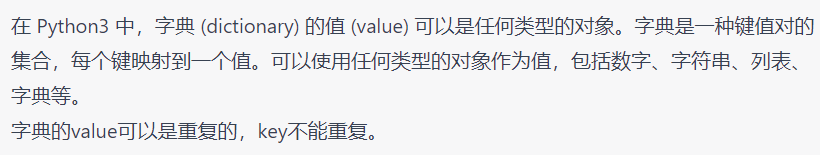 在 Python3 中，字典 (dictionary) 的值 (value) 可以是任何类型的对象。字典是一种键值对的
集合，每个键映射到一个值。可以使用任何类型的对象作为值，包括数字、字符串、列表、
字典等。
字典的value可以是重复的，key不能重复。